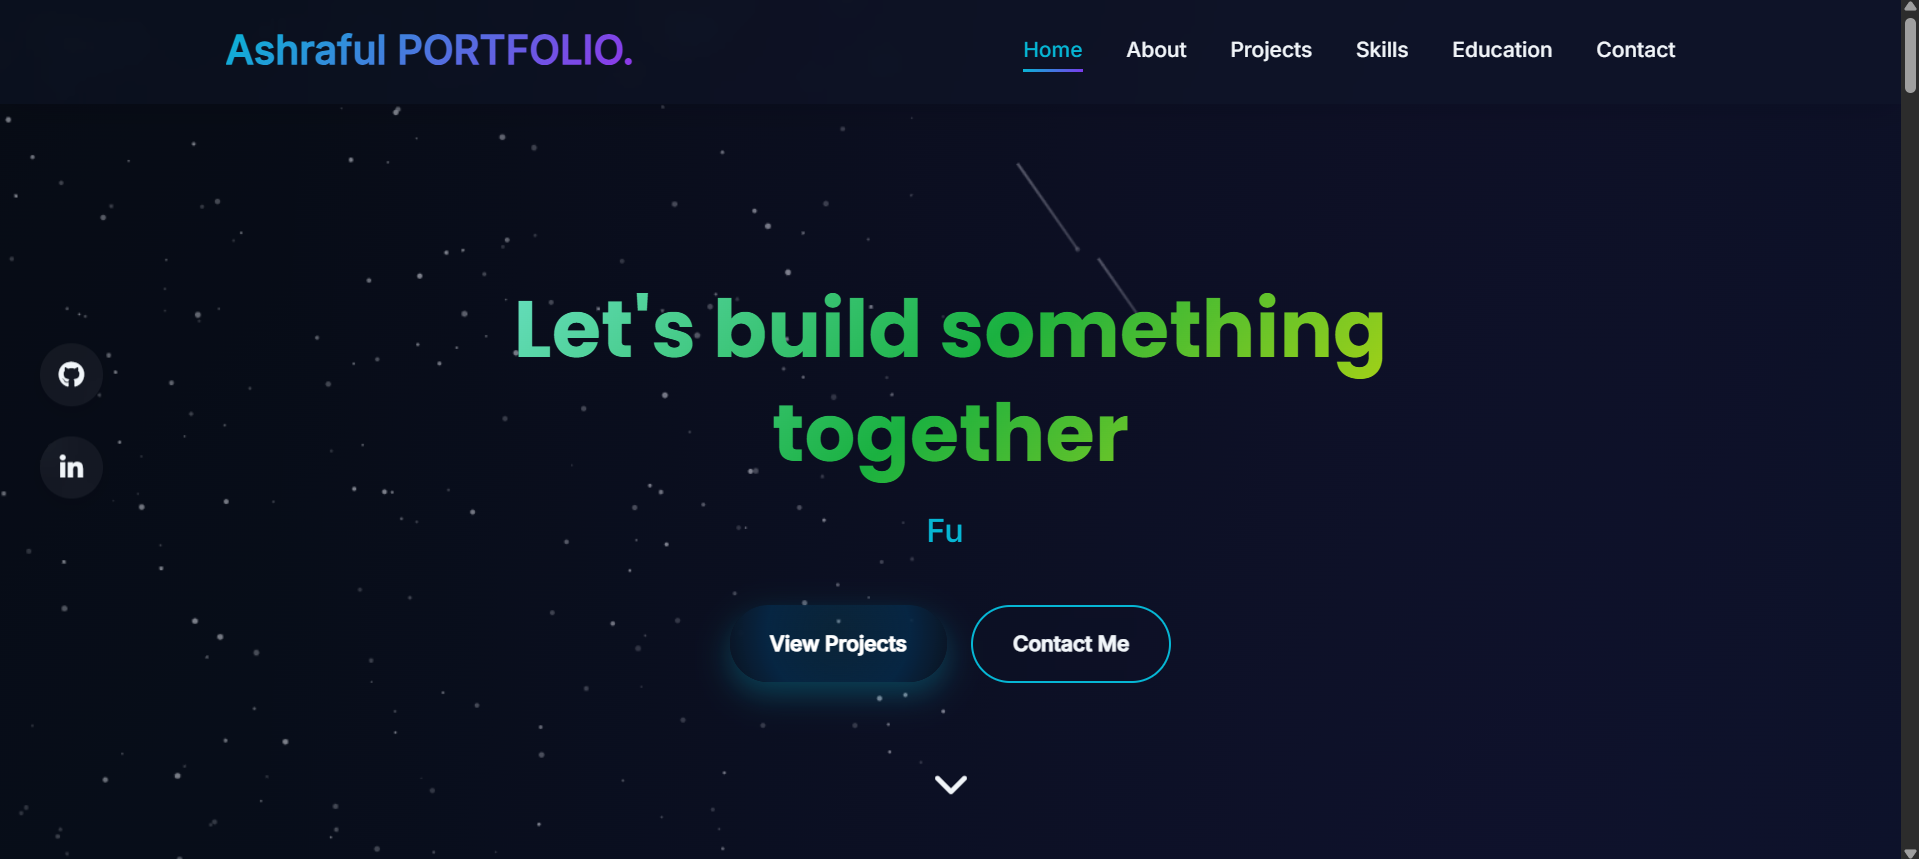 Ashraful PORTFOLIO.
Home About Projects Skills Education Contact
Let's build something
together
Fu
View Projects
Contact Me